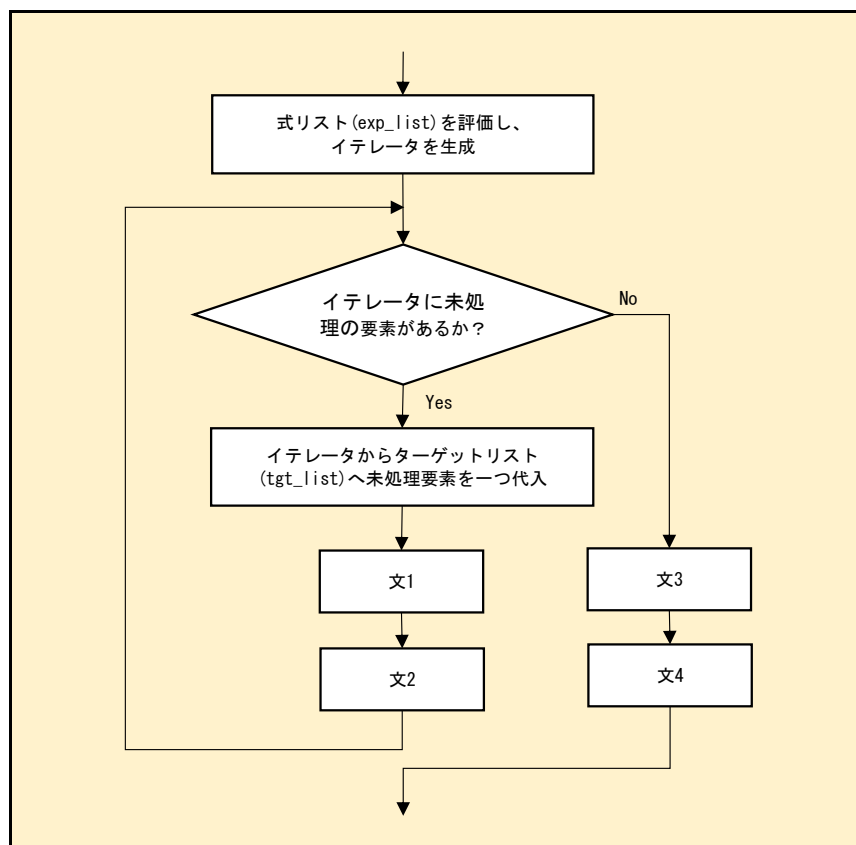 式リスト(exp_list)を評価し、
イテレータを生成
イテレータに未処
理の要素があるか？
No
Yes
イテレータからターゲットリスト
(tgt_list)へ未処理要素を一つ代入
文1
文3
文2
文4